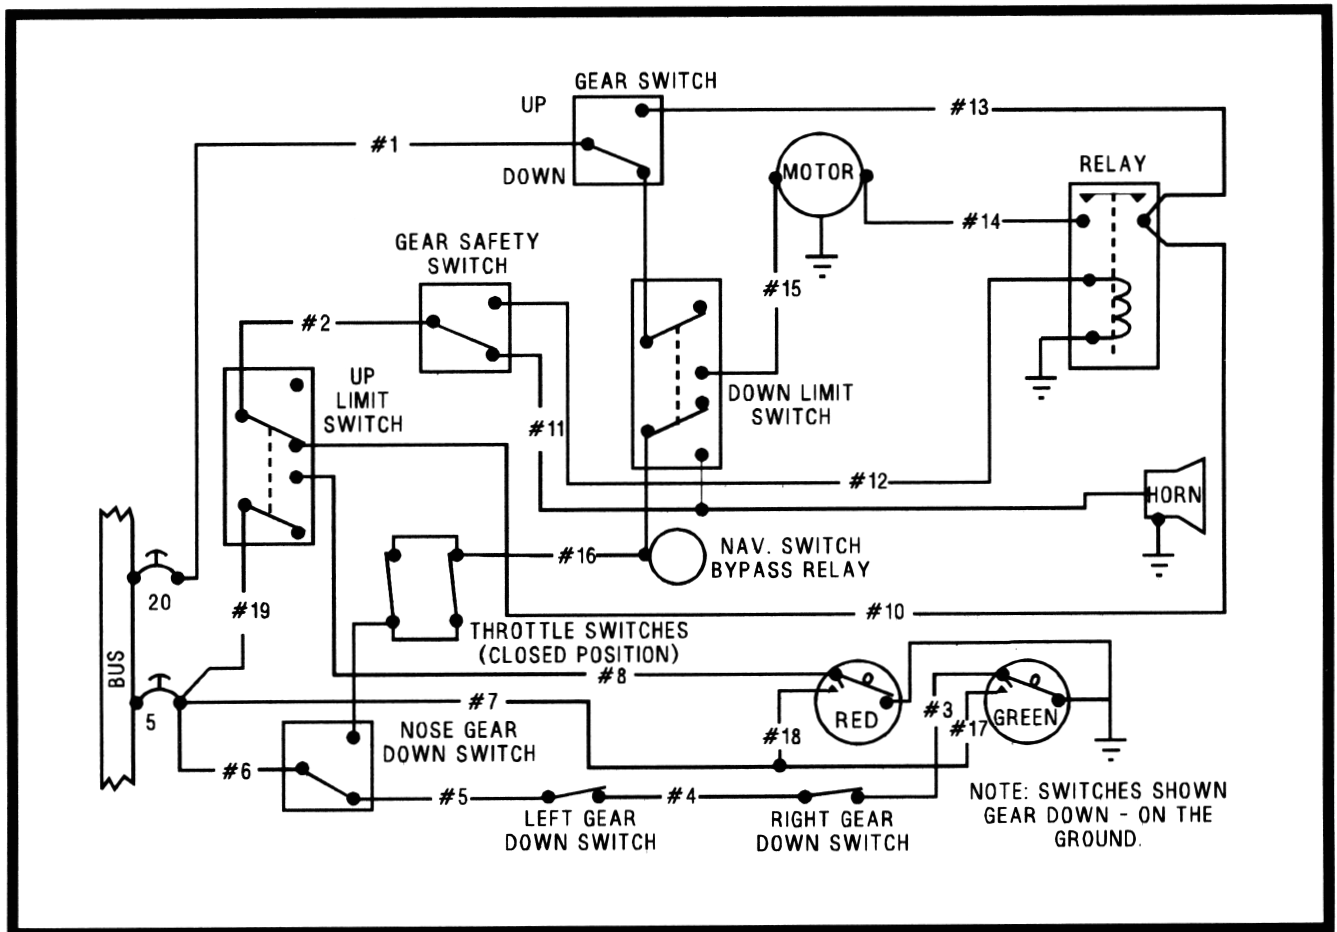 GEAR SWITCH
UP
#13
#1
MOTOR
RELAY
DOWN
#14
GEAR SAFETY
SWITCH
#15
#2
UP
LIMIT
SWITCH
DOWN LIMIT
SWITCH
#11
#12
HORN
#16
NAV. SWITCH
BYPASS RELAY
20
#19
#10
THROTTLE SWITCHES
(CLOSED POSITION)
BUS
#8
#7
5
#3
RED
#17
GREEN
#18
NOSE GEAR
DOWN SWITCH
#6
#5
#4
LEFT GEAR
DOWN SWITCH
RIGHT GEAR
DOWN SWITCH
NOTE: SWITCHES SHOWN
GEAR DOWN - ON THE
GROUND.